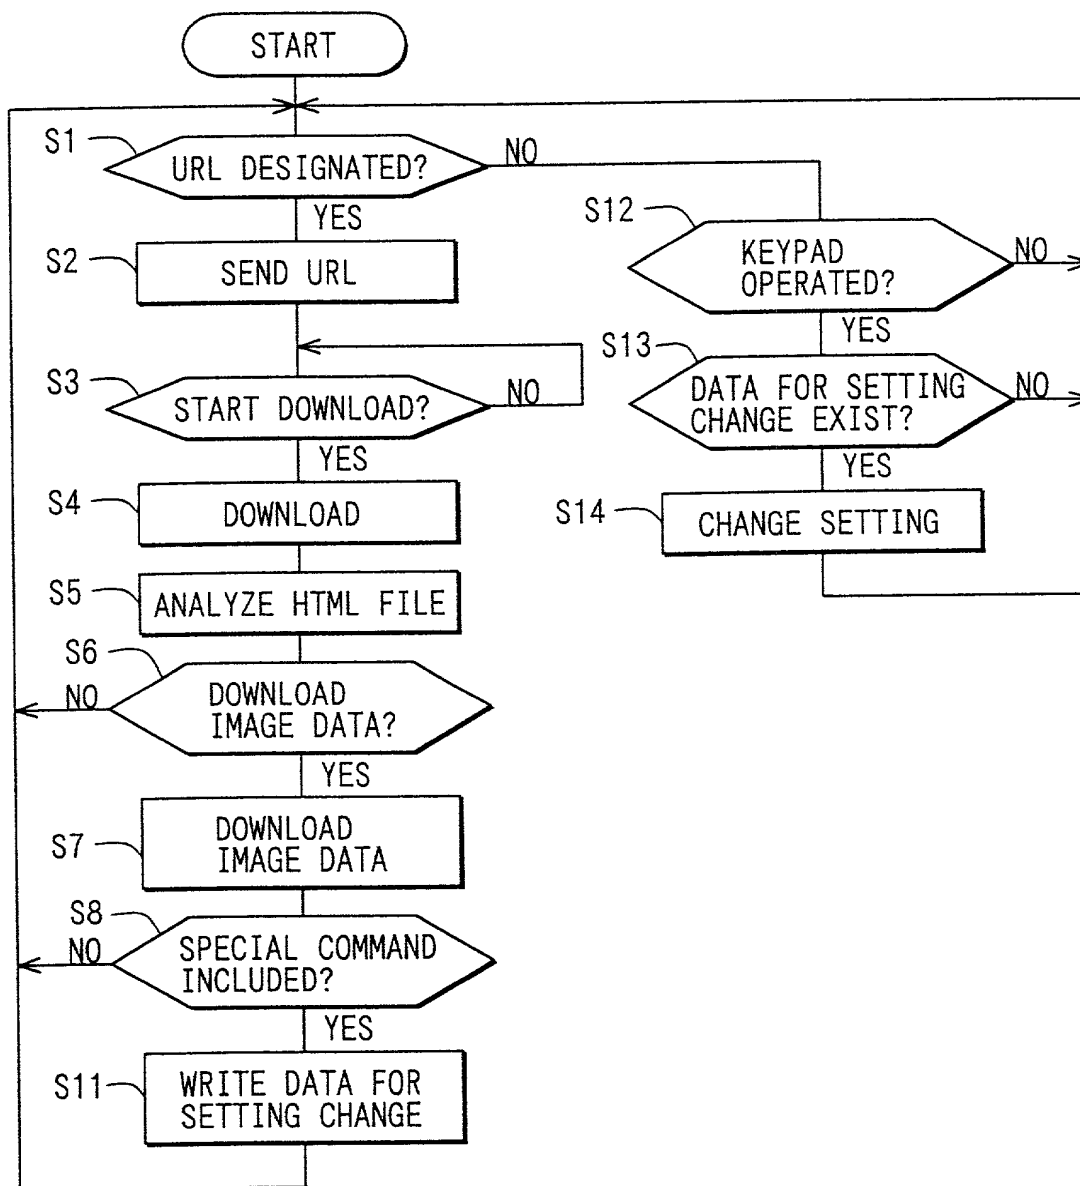 START
S1
URL DESIGNATED?
NO
YES
S2
SEND URL
S3
START DOWNLOAD?
NO
YES
S4
DOWNLOAD
S5
ANALYZE HTML FILE
S6
NO
DOWNLOAD
IMAGE DATA?
YES
S7
DOWNLOAD
IMAGE DATA
S8
NO
SPECIAL COMMAND
INCLUDED?
YES
S11
WRITE DATA FOR
SETTING CHANGE
S12
KEYPAD
OPERATED?
NO
YES
S13
DATA FOR SETTING
CHANGE EXIST?
NO
YES
S14
CHANGE SETTING